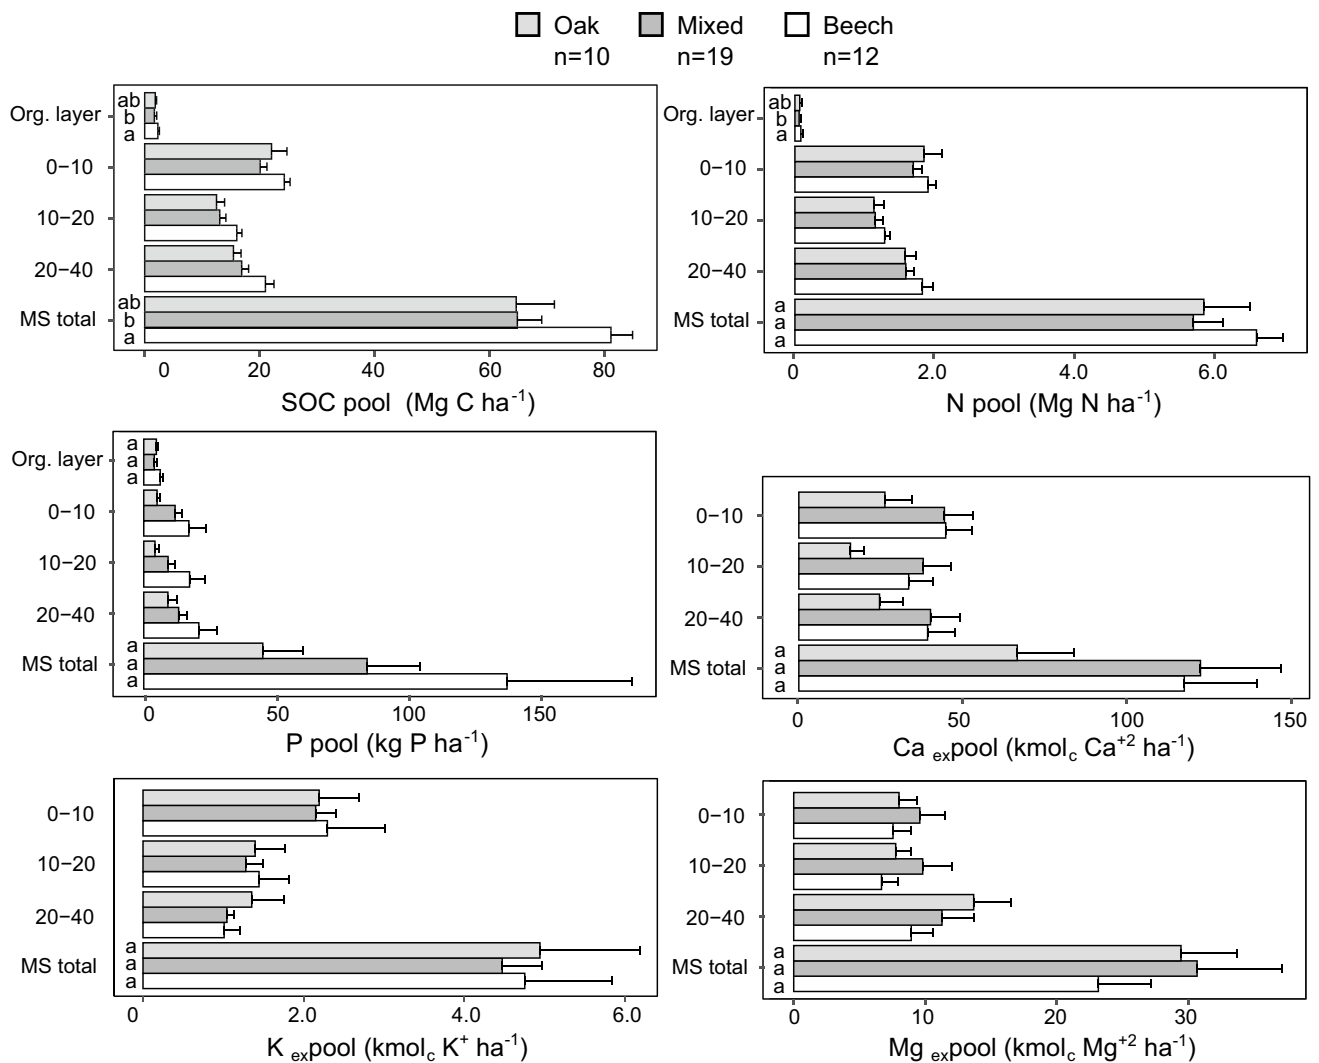 Oak Mixed Beech
n=10 n=19 n=12
ab
Org. layer b
a
0−10
10−20
20−40
ab
MS total b
a
0 20 40 60 80
SOC pool (Mg C ha⁻¹)
ab
Org. layer b
a
0−10
10−20
20−40
a
MS total a
a
0 2.0 4.0 6.0
N pool (Mg N ha⁻¹)
a
Org. layer a
a
0−10
10−20
20−40
a
MS total a
a
0 50 100 150
P pool (kg P ha⁻¹)
0−10
10−20
20−40
a
MS total a
a
0 50 100 150
Ca ₑₓpool (kmol꜀ Ca⁺² ha⁻¹)
0−10
10−20
20−40
a
MS total a
a
0 2.0 4.0 6.0
K ₑₓpool (kmol꜀ K⁺ ha⁻¹)
0−10
10−20
20−40
a
MS total a
a
0 10 20 30
Mg ₑₓpool (kmol꜀ Mg⁺² ha⁻¹)